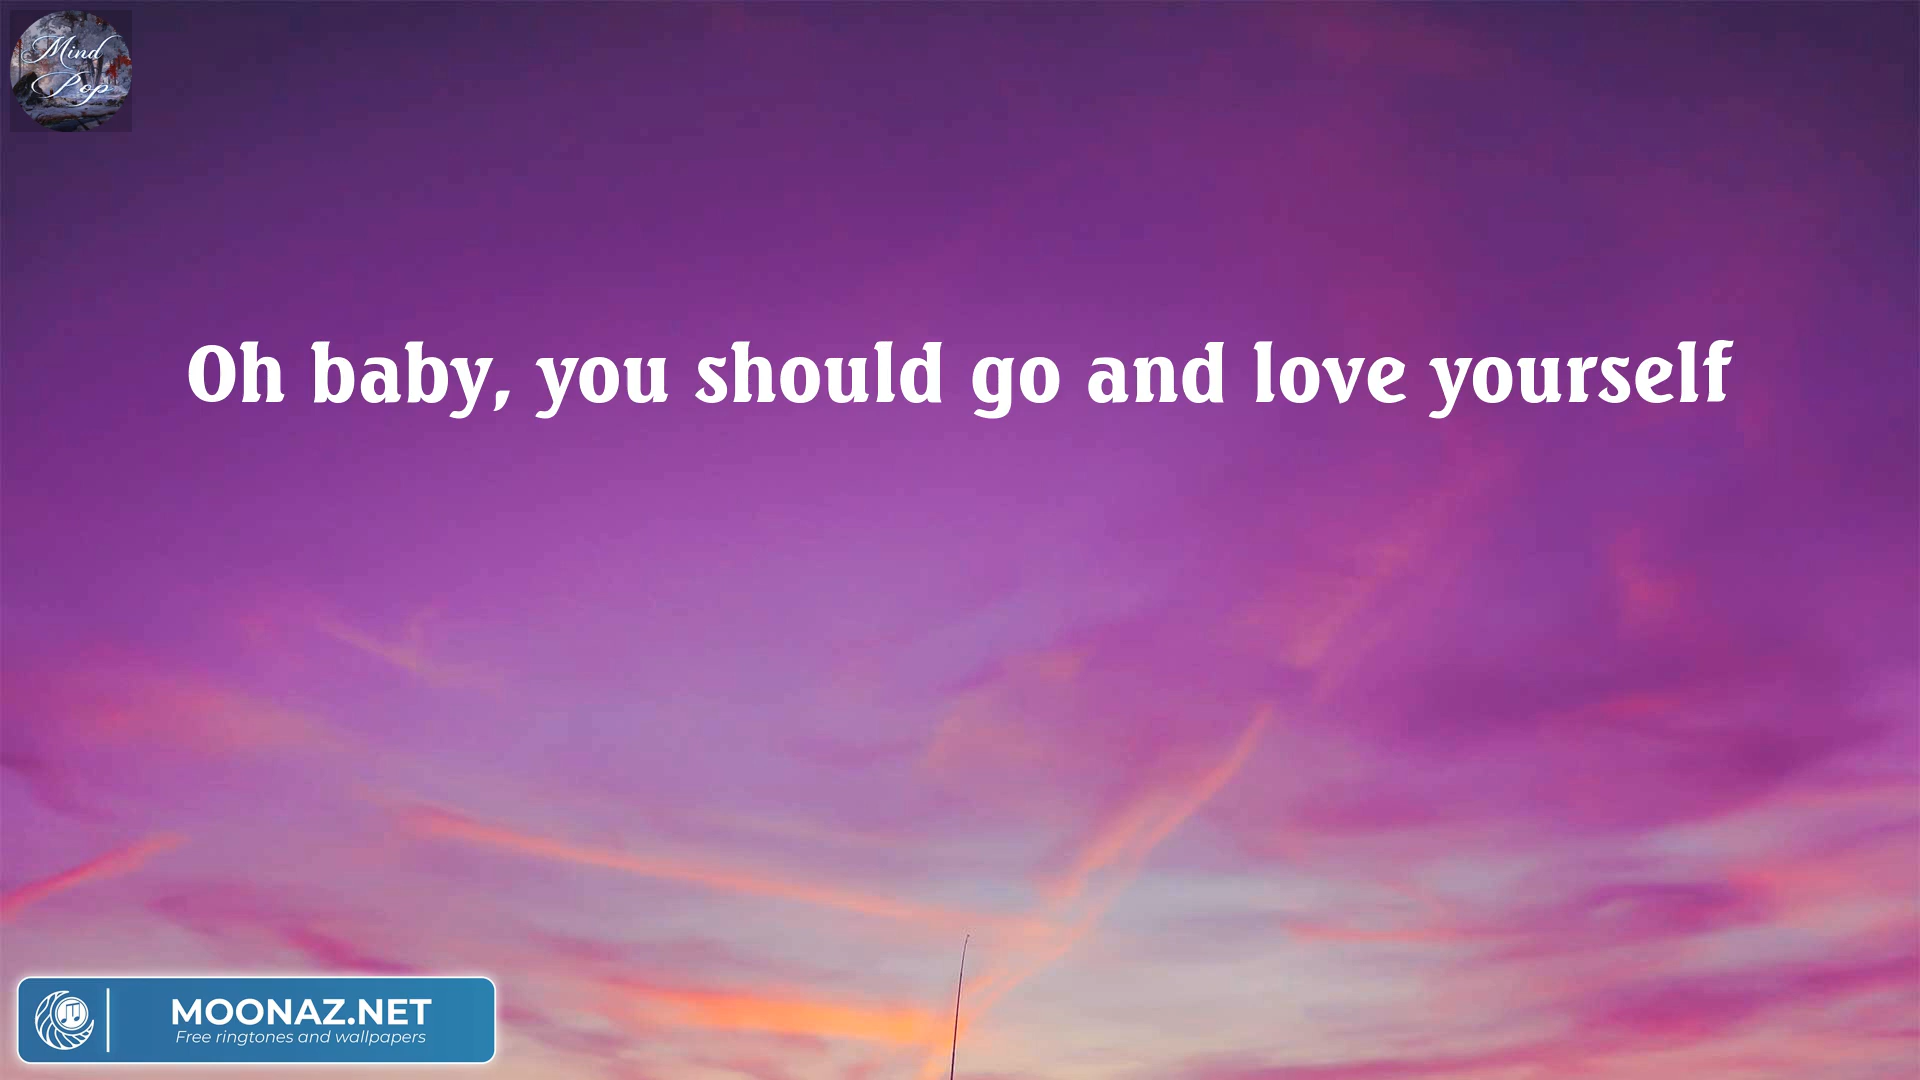 Mind
Pop
Oh baby, you should go and love yourself
MOONAZ.NET
Free ringtones and wallpapers